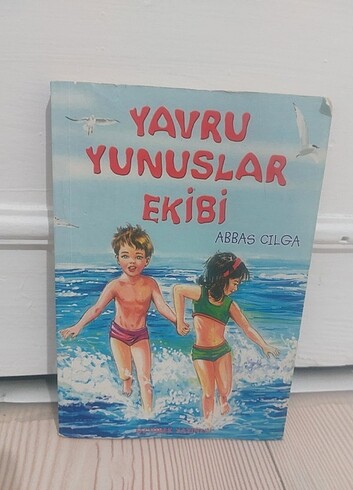 YAVRU
YUNUSLAR
EKİBİ
ABBAS CILGA